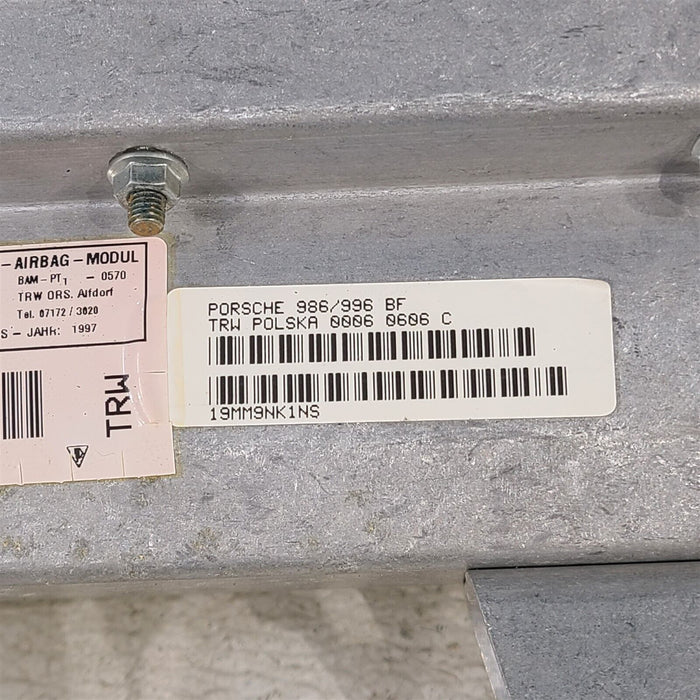 -AIRBAG-MODUL
BAM-PT1 -0570
TRW ORS. Alfdorf
Tel. 07172/3020
S - JAHR: 1997
TRW
PORSCHE 986/996 BF
TRW POLSKA 0006 0606 C
19MM9NK1NS